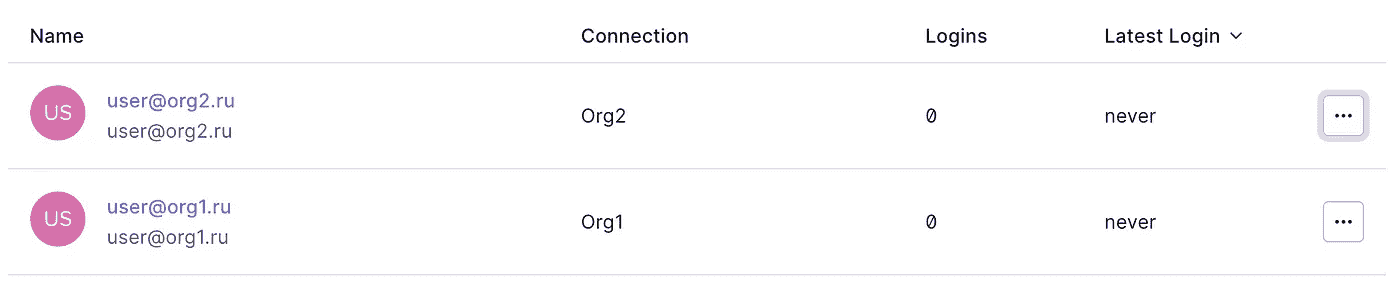 Name Connection Logins Latest Login
US user@org2.ru Org2 0 never
user@org2.ru
US user@org1.ru Org1 0 never
user@org1.ru